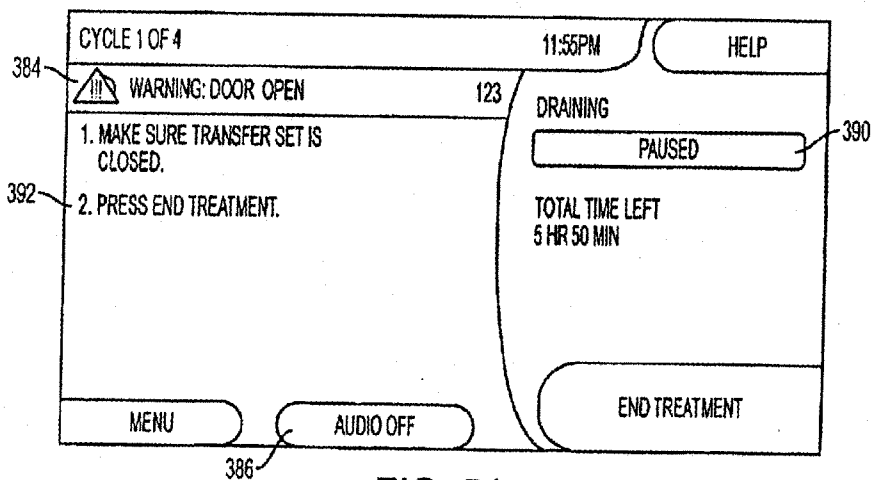 CYCLE 1 OF 4
11:55PM
HELP
384
WARNING: DOOR OPEN
123
1. MAKE SURE TRANSFER SET IS
CLOSED.
392
2. PRESS END TREATMENT.
DRAINING
PAUSED
390
TOTAL TIME LEFT
5 HR 50 MIN
MENU
AUDIO OFF
386
END TREATMENT